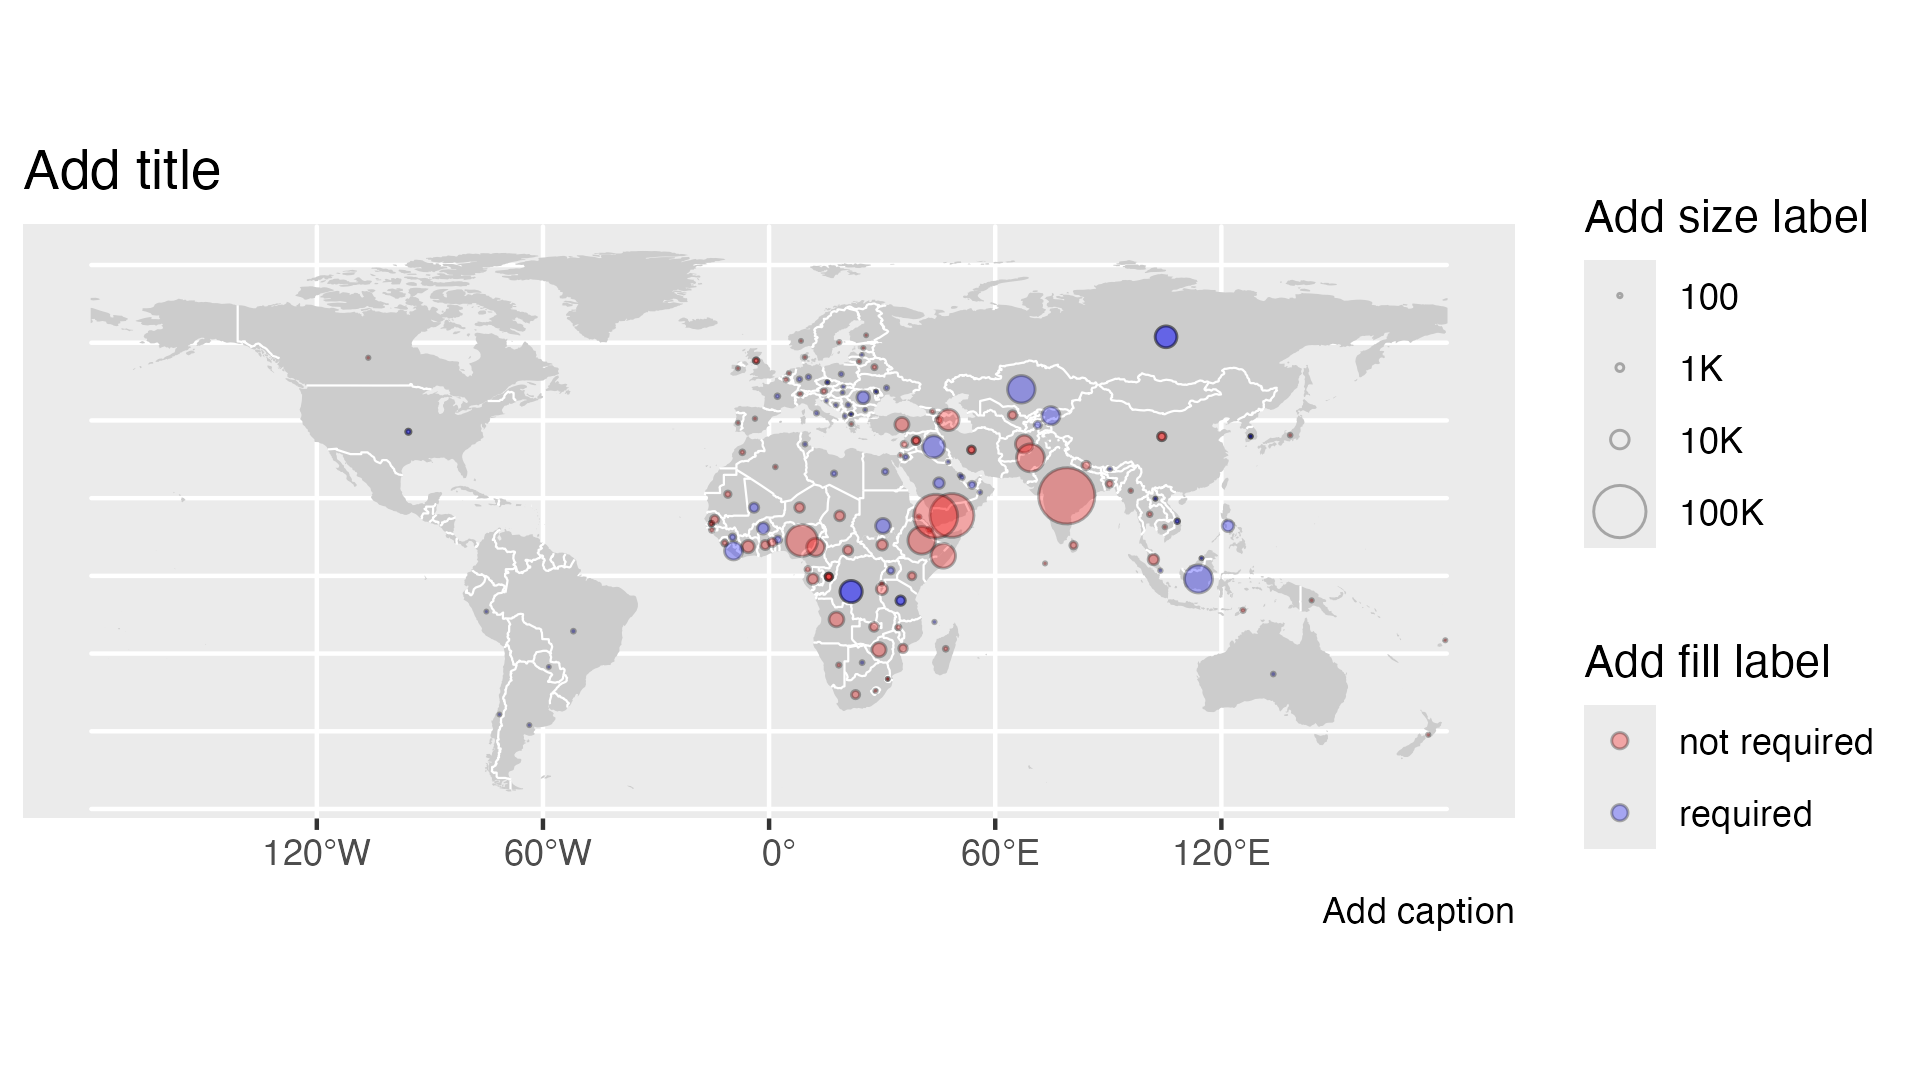 Add title
120°W
60°W
0°
60°E
120°E
Add caption
Add size label
100
1K
10K
100K
Add fill label
not required
required